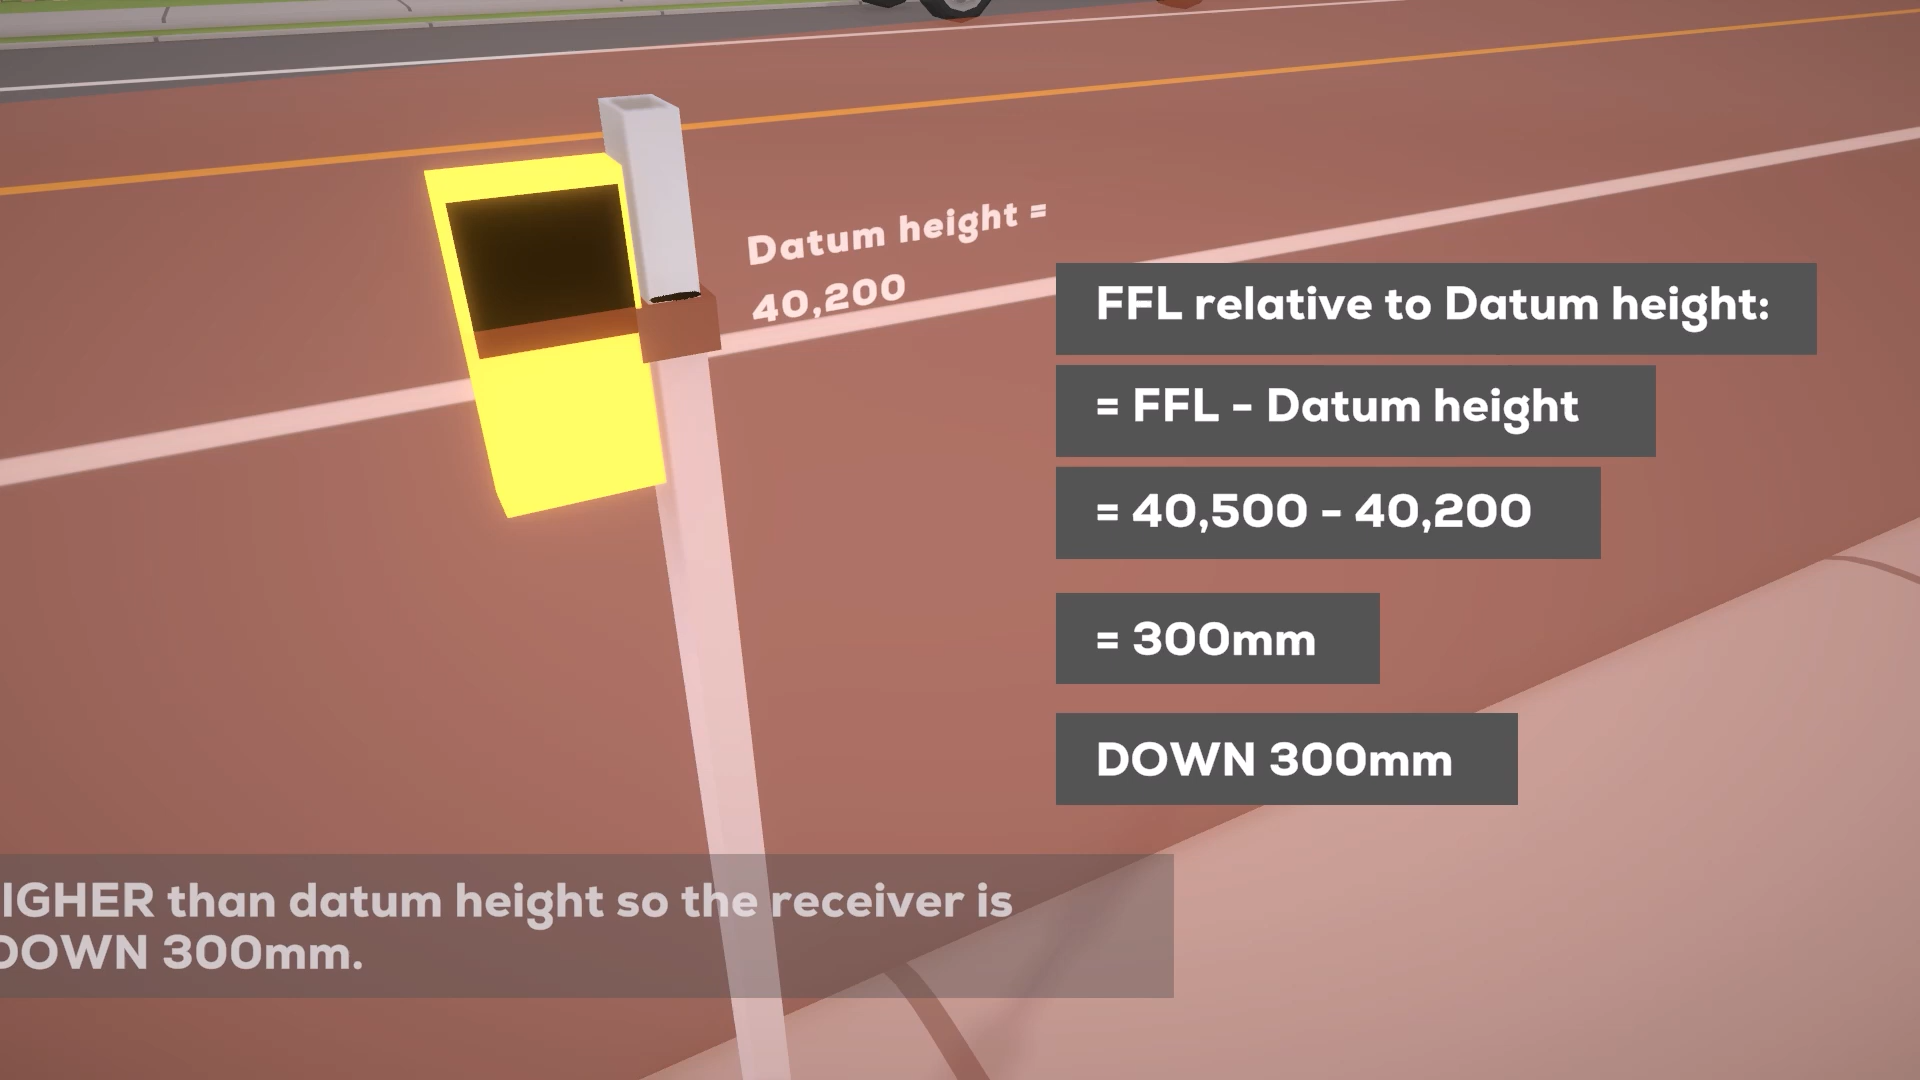 Datum height =
40,200
FFL relative to Datum height:
= FFL - Datum height
= 40,500 - 40,200
= 300mm
DOWN 300mm
IGHER than datum height so the receiver is
DOWN 300mm.